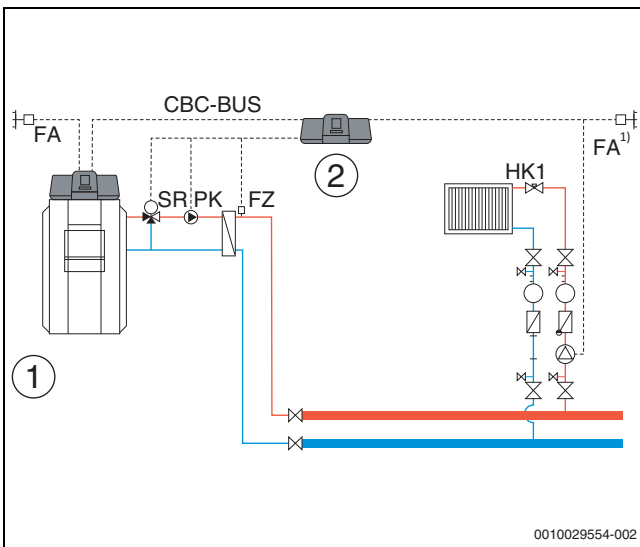 CBC-BUS
FA
FA¹⁾
2
SR PK FZ
HK1
1
0010029554-002